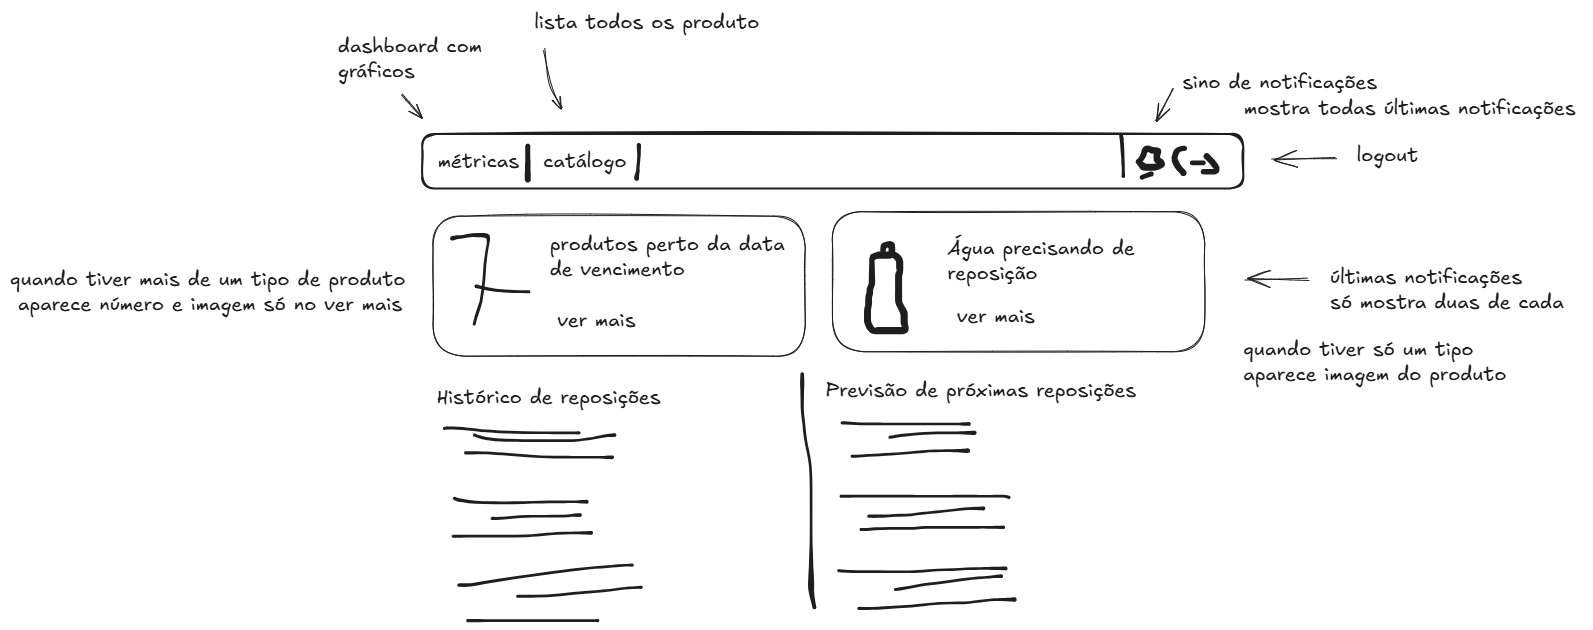 lista todos os produto
dashboard com
gráficos
sino de notificações
mostra todas últimas notificações
métricas
catálogo
logout
7
produtos perto da data
de vencimento
ver mais
Água precisando de
reposição
ver mais
quando tiver mais de um tipo de produto
aparece número e imagem só no ver mais
últimas notificações
só mostra duas de cada
quando tiver só um tipo
aparece imagem do produto
Histórico de reposições
Previsão de próximas reposições